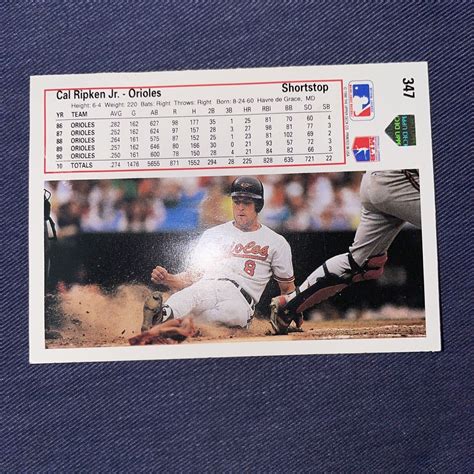 Cal Ripken Jr. - Orioles
Shortstop
Height: 6-4 Weight: 220 Bats: Right Throws: Right Born: 8-24-60 Havre de Grace, MD
YR TEAM AVG G AB R H 2B 3B HR RBI BB SO SB
86 ORIOLES 282 162 627 98 177 35 1 25 81 70 60 4
87 ORIOLES 252 162 624 97 157 28 3 27 98 81 77 3
88 ORIOLES 264 161 575 87 152 25 1 23 81 102 69 2
89 ORIOLES 257 162 646 80 166 30 0 21 93 57 72 3
90 ORIOLES 250 161 600 78 150 28 4 21 84 82 66 3
10 TOTALS 274 1476 5655 871 721 22
347
Orioles
8